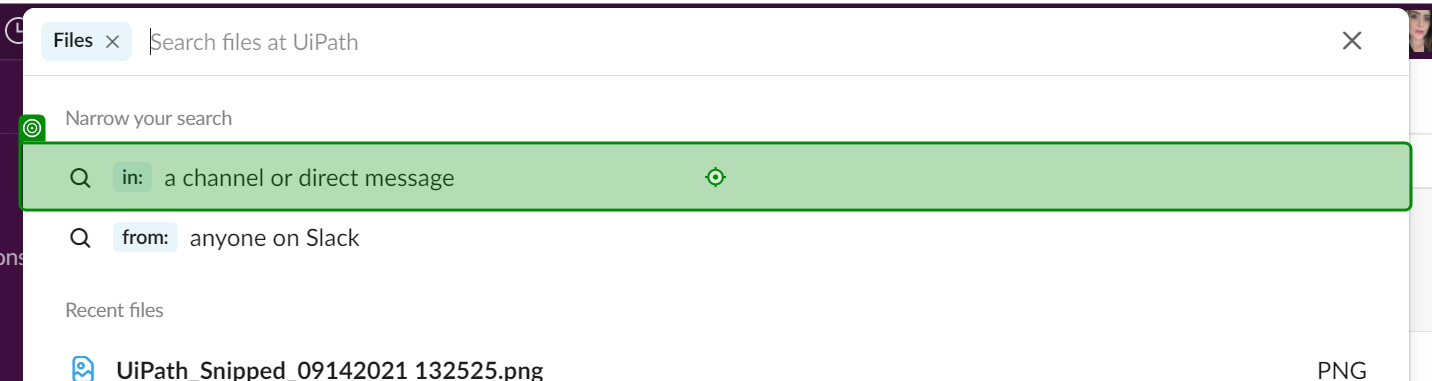 Files
Search files at UiPath
Narrow your search
in: a channel or direct message
from: anyone on Slack
ons
Recent files
UiPath_Snipped_09142021 132525.png PNG